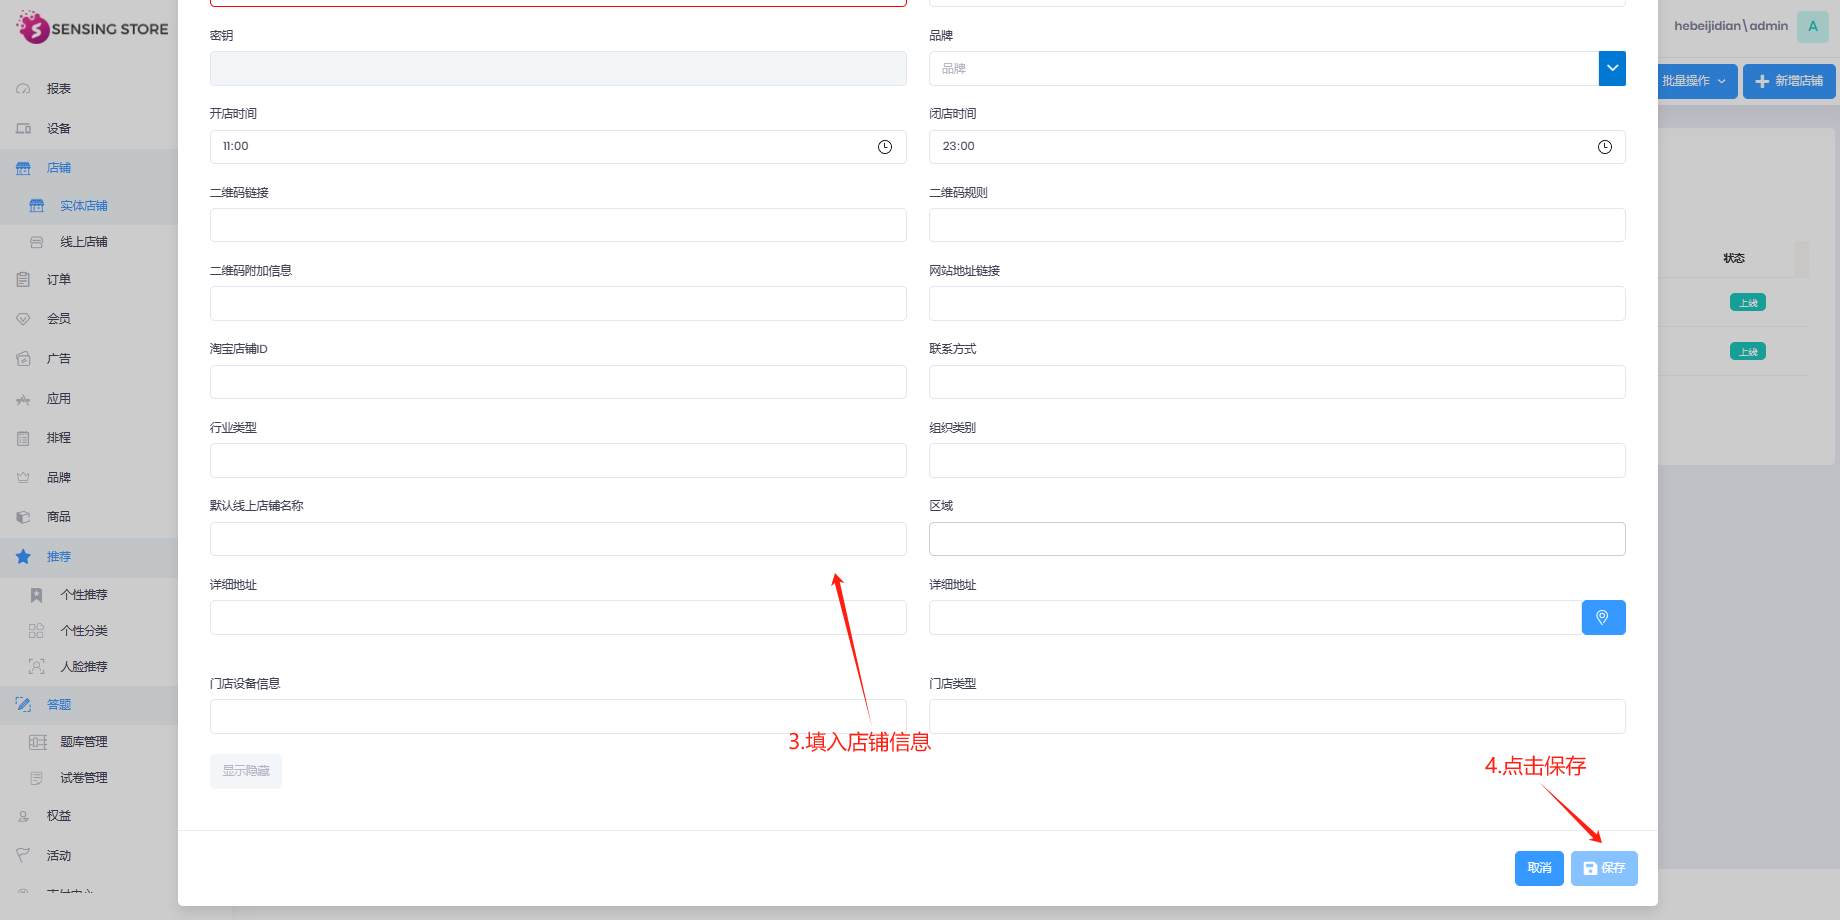 SENSING STORE
hebeijidian\admin
A
批量操作
新增店铺
报表
设备
店铺
实体店铺
线上店铺
订单
会员
广告
应用
排程
品牌
商品
推荐
个性推荐
个性分类
人脸推荐
答题
题库管理
试卷管理
权益
活动
支付中心
密钥
品牌
品牌
开店时间
闭店时间
11:00
23:00
二维码链接
二维码规则
二维码附加信息
网站地址链接
淘宝店铺ID
联系方式
行业类型
组织类别
默认线上店铺名称
区域
详细地址
详细地址
门店设备信息
门店类型
3.填入店铺信息
显示隐藏
4.点击保存
取消
保存
状态
上线
上线